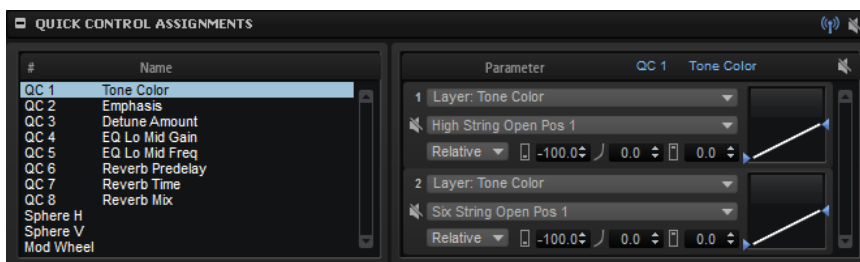 QUICK CONTROL ASSIGNMENTS
# Name
QC 1 Tone Color
QC 2 Emphasis
QC 3 Detune Amount
QC 4 EQ Lo Mid Gain
QC 5 EQ Lo Mid Freq
QC 6 Reverb Predelay
QC 7 Reverb Time
QC 8 Reverb Mix
Sphere H
Sphere V
Mod Wheel
Parameter QC 1 Tone Color
1 Layer: Tone Color
High String Open Pos 1
Relative -100.0 0.0 0.0
2 Layer: Tone Color
Six String Open Pos 1
Relative -100.0 0.0 0.0